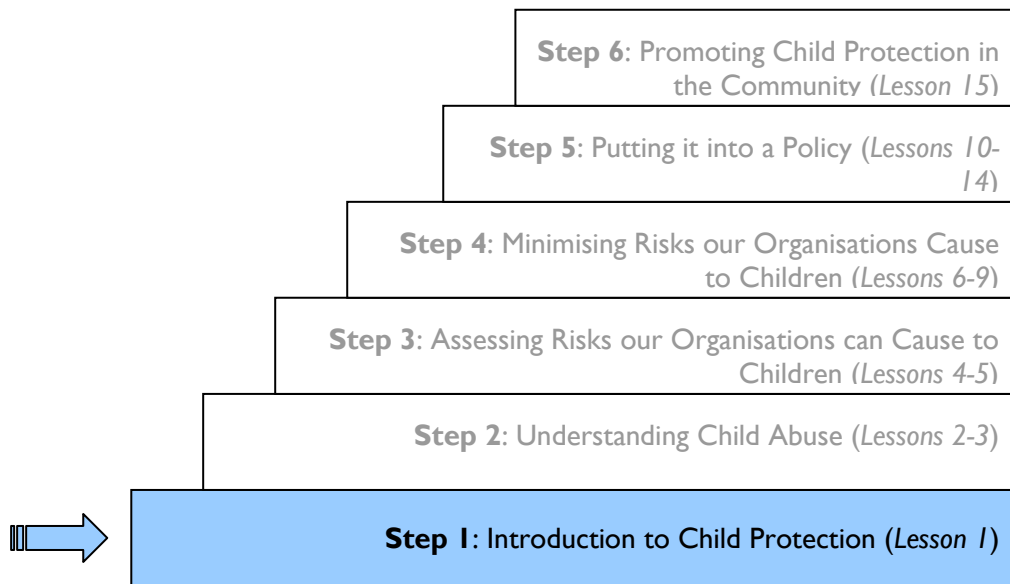 Step 6: Promoting Child Protection in
the Community (Lesson 15)
Step 5: Putting it into a Policy (Lessons 10-
14)
Step 4: Minimising Risks our Organisations Cause
to Children (Lessons 6-9)
Step 3: Assessing Risks our Organisations can Cause to
Children (Lessons 4-5)
Step 2: Understanding Child Abuse (Lessons 2-3)
Step 1: Introduction to Child Protection (Lesson 1)